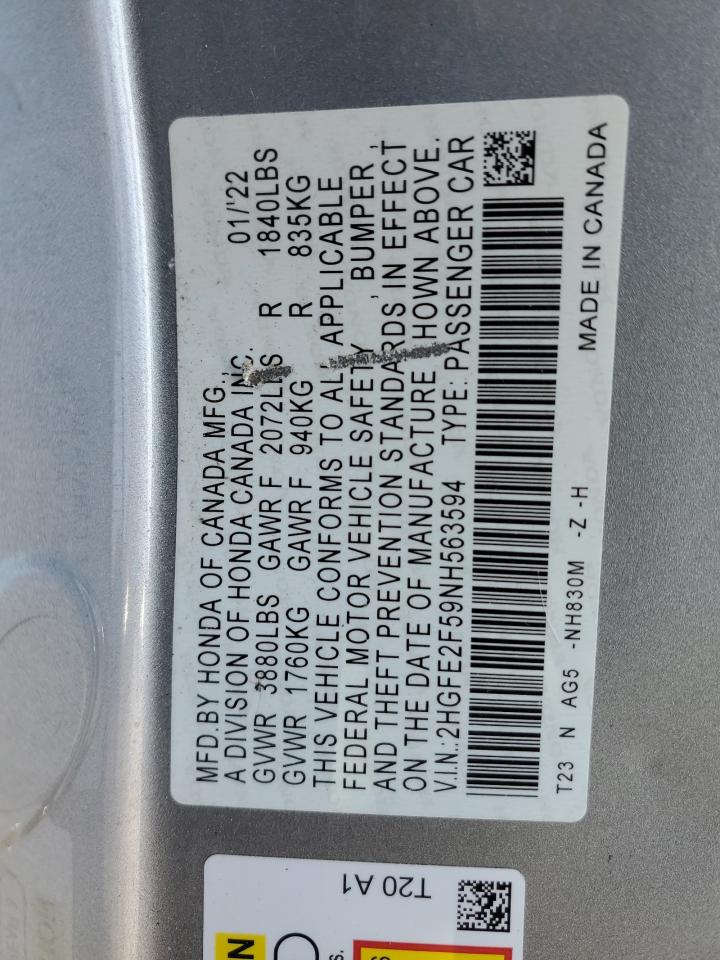 MFD.BY HONDA OF CANADA MFG.,
A DIVISION OF HONDA CANADA INC. 01/'22
GVWR 3880LBS GAWR F 2072LBS R 1840LBS
GVWR 1760KG GAWR F 940KG R 835KG
THIS VEHICLE CONFORMS TO ALL APPLICABLE
FEDERAL MOTOR VEHICLE SAFETY, BUMPER,
AND THEFT PREVENTION STANDARDS IN EFFECT
ON THE DATE OF MANUFACTURE SHOWN ABOVE.
V.I.N.:2HGFE2F59NH563594 TYPE: PASSENGER CAR
T23 N AG5 -NH830M -Z -H MADE IN CANADA
T20 A1